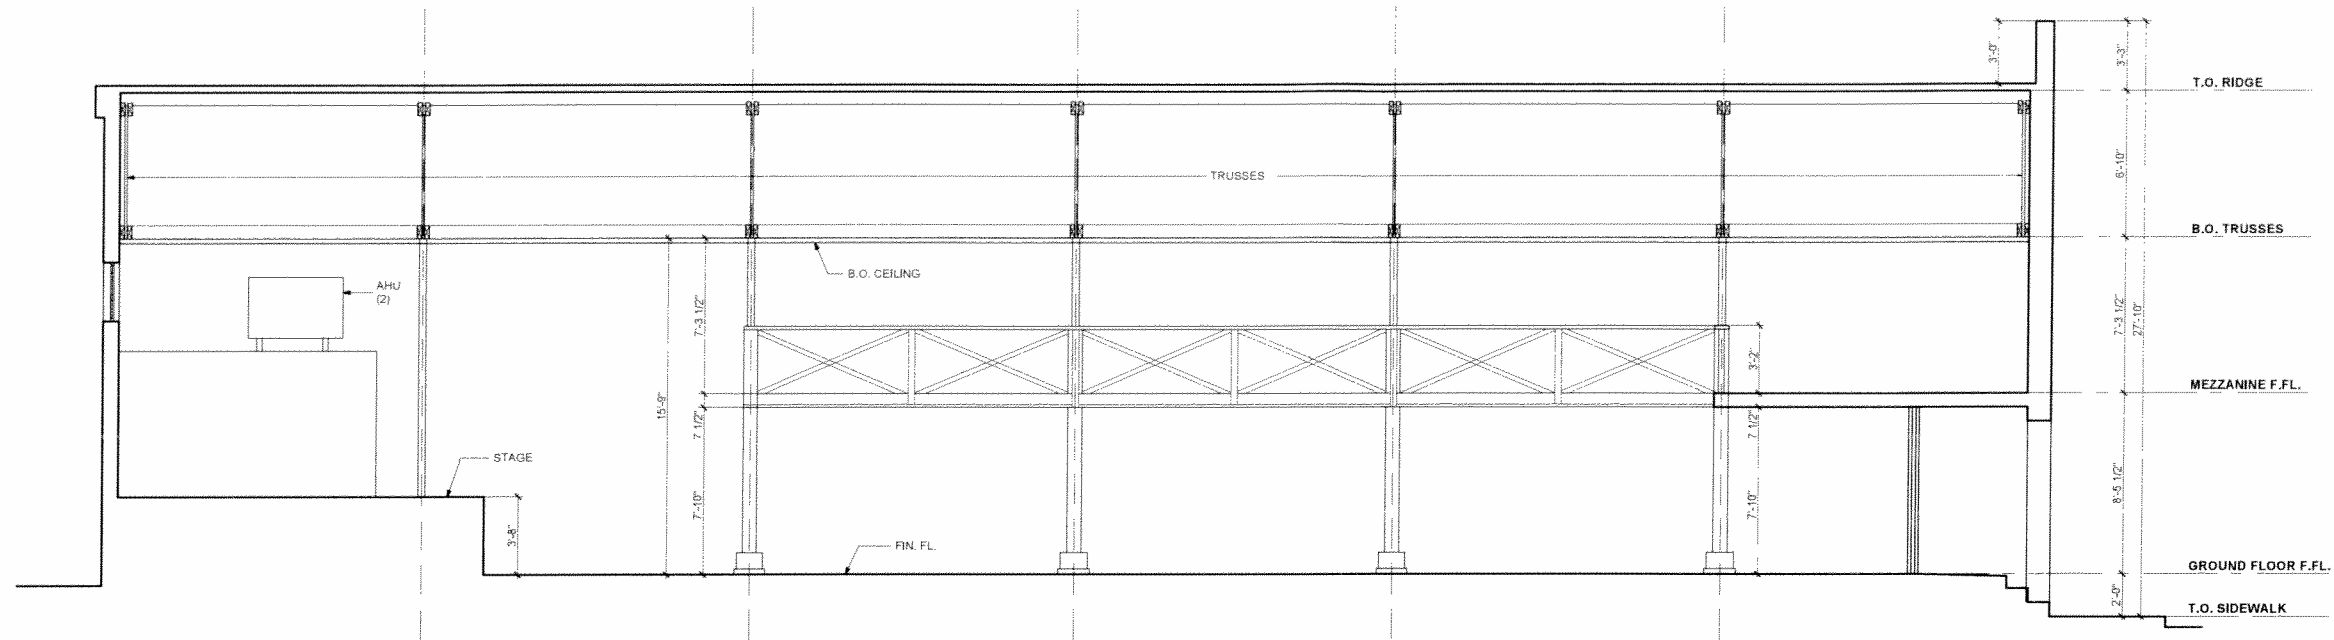 3'-0"
3'-3"
T.O. RIDGE
TRUSSES
6'-10"
B.O. TRUSSES
B.O. CEILING
AHU
(2)
7'-3 1/2"
7'-3 1/2"
27'-10"
3'-2"
MEZZANINE F.FL.
15'-9"
7 1/2"
7 1/2"
STAGE
8'-5 1/2"
7'-10"
7'-10"
3'-8"
FIN. FL.
GROUND FLOOR F.FL.
2'-0"
T.O. SIDEWALK